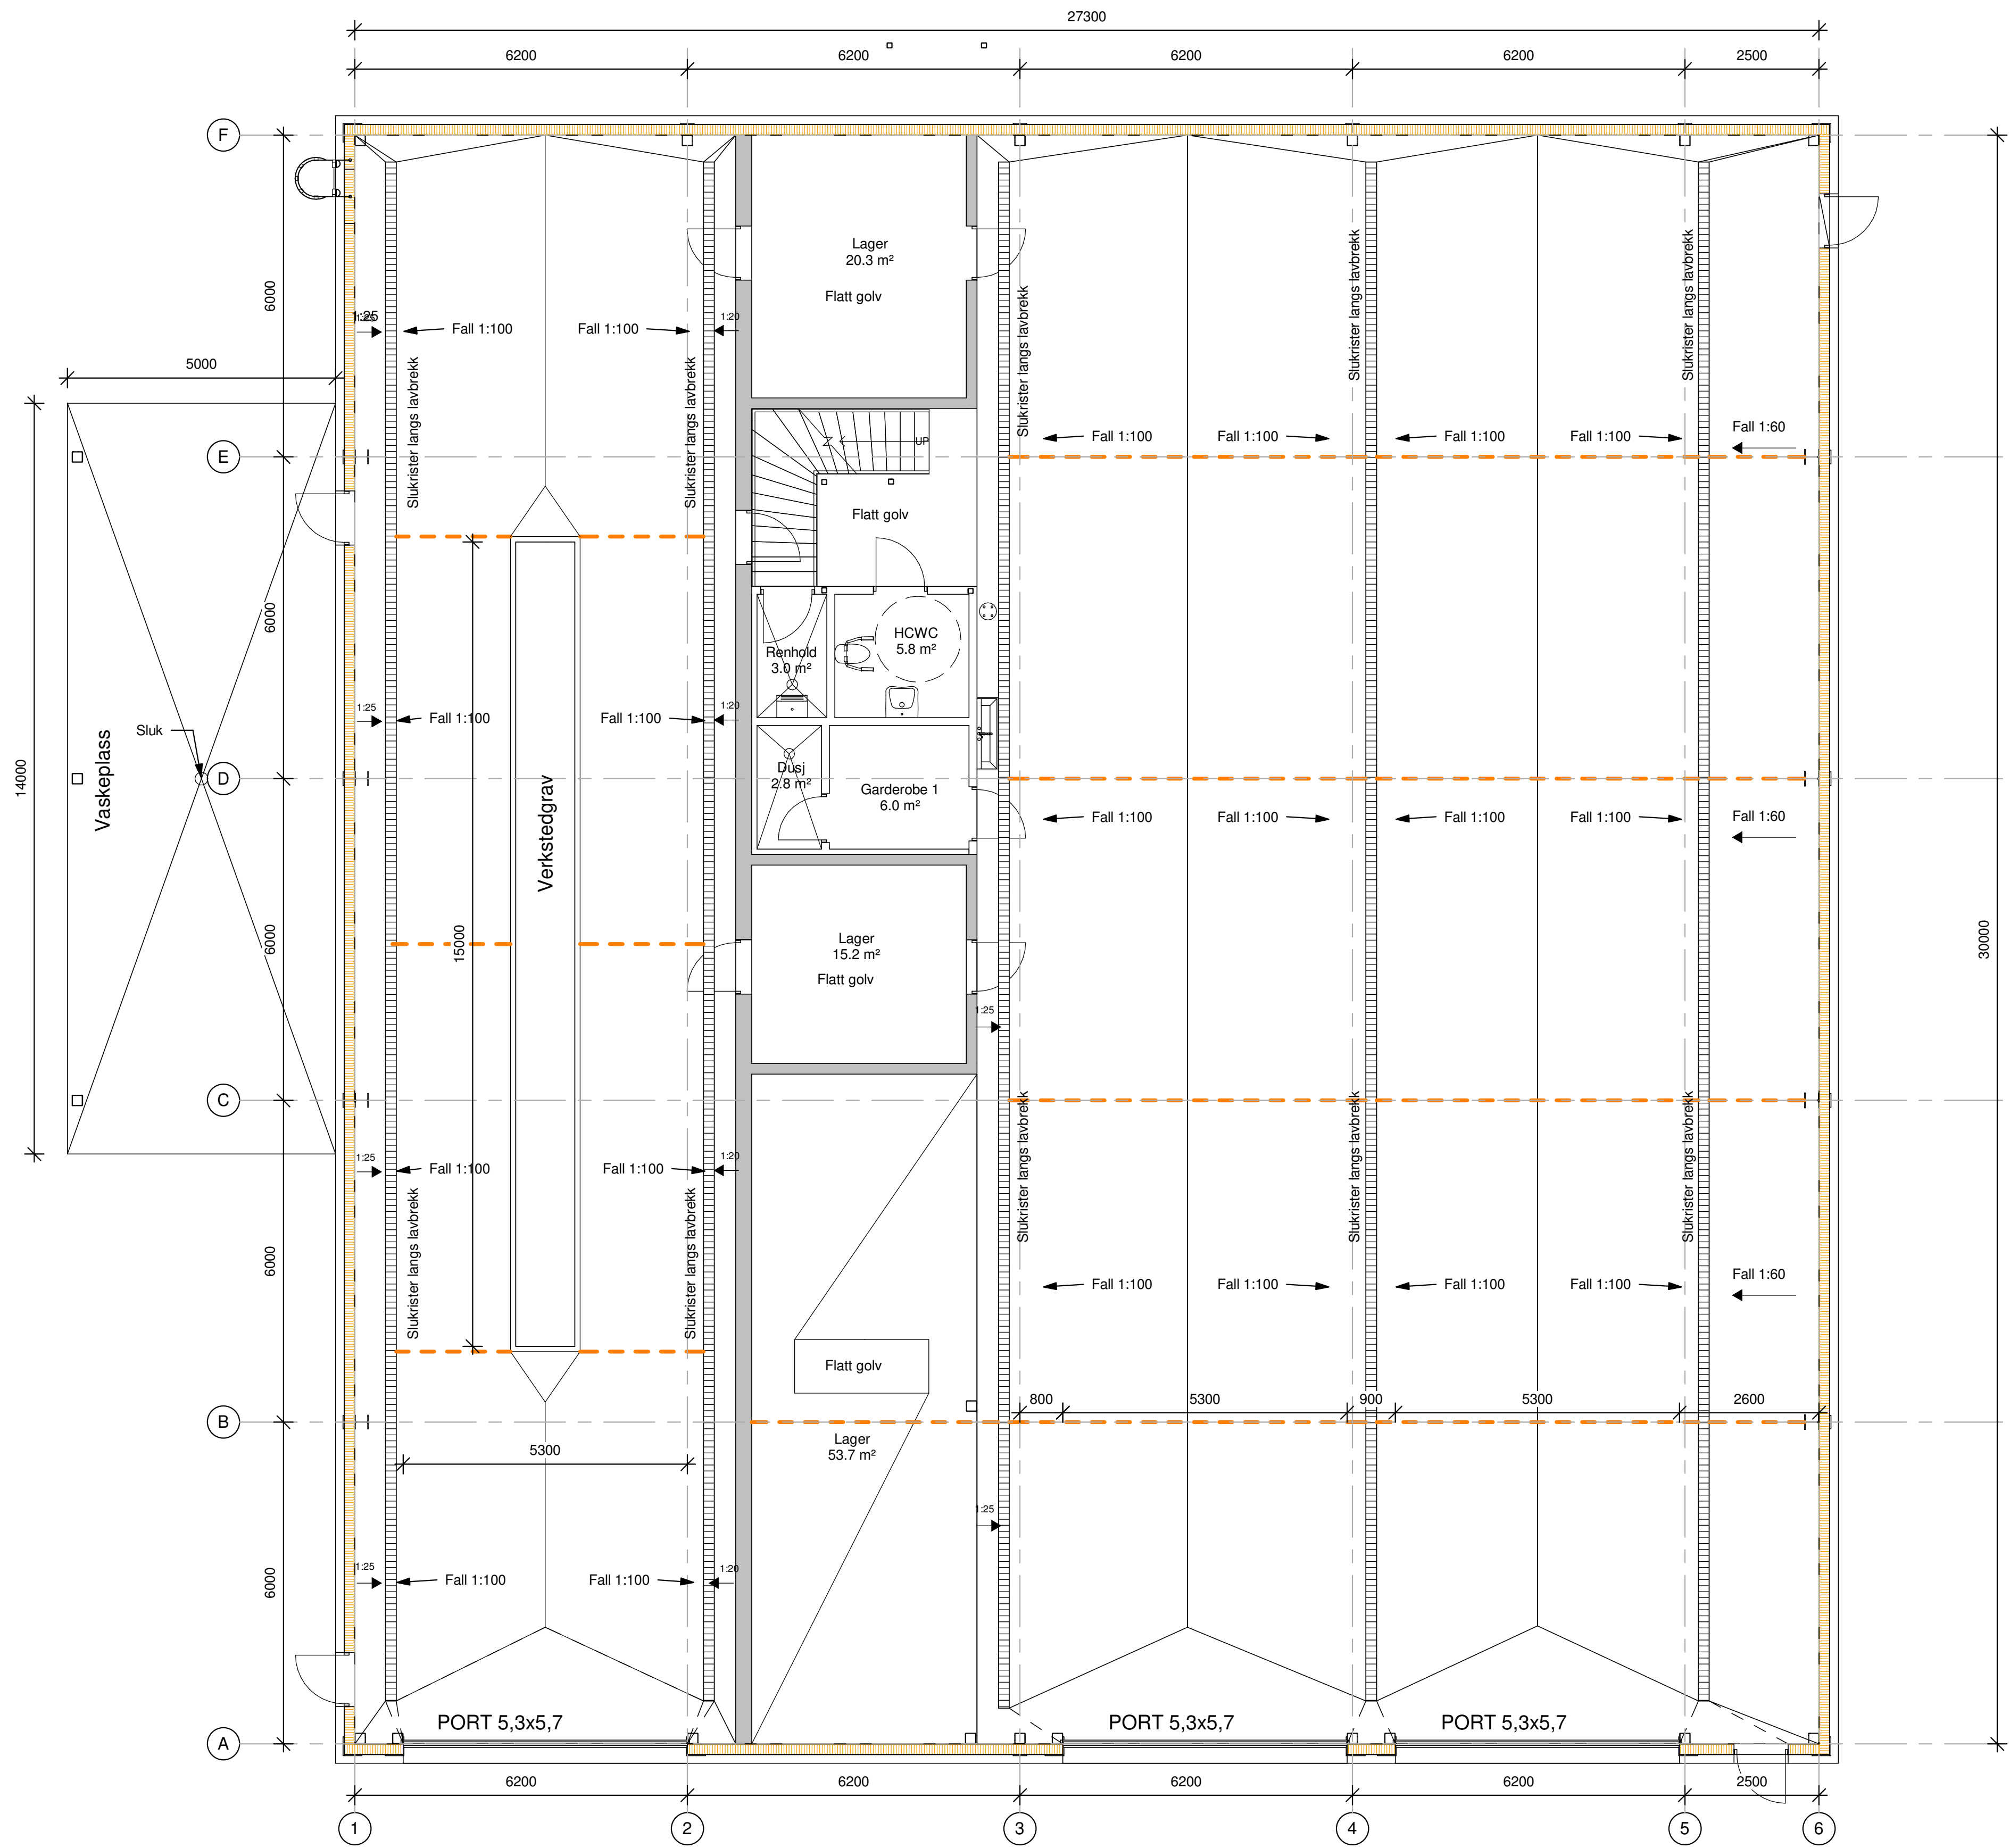 27300
6200
6200
6200
6200
2500
F
Lager
20.3 m²
Flatt golv
6000
1:25
1:25
Fall 1:100
Fall 1:100
1:20
Slukrister langs lavbrekk
Slukrister langs lavbrekk
Slukrister langs lavbrekk
Slukrister langs lavbrekk
Slukrister langs lavbrekk
5000
UP
Fall 1:100
Fall 1:100
Fall 1:100
Fall 1:100
Fall 1:60
E
Flatt golv
6000
HCWC
5.8 m²
Renhold
3.0 m²
1:25
Fall 1:100
Fall 1:100
1:20
Sluk
Vaskeplass
14000
D
Dusj
2.8 m²
Garderobe 1
6.0 m²
Verkstedgrav
Fall 1:100
Fall 1:100
Fall 1:100
Fall 1:100
Fall 1:60
6000
15000
Lager
15.2 m²
Flatt golv
30000
1:25
C
1:25
Fall 1:100
Fall 1:100
1:20
Slukrister langs lavbrekk
Slukrister langs lavbrekk
Slukrister langs lavbrekk
Slukrister langs lavbrekk
Slukrister langs lavbrekk
6000
Fall 1:100
Fall 1:100
Fall 1:100
Fall 1:100
Fall 1:60
Flatt golv
800
5300
900
5300
2600
B
Lager
53.7 m²
5300
1:25
6000
1:25
Fall 1:100
Fall 1:100
1:20
PORT 5,3x5,7
PORT 5,3x5,7
PORT 5,3x5,7
A
6200
6200
6200
6200
2500
1
2
3
4
5
6